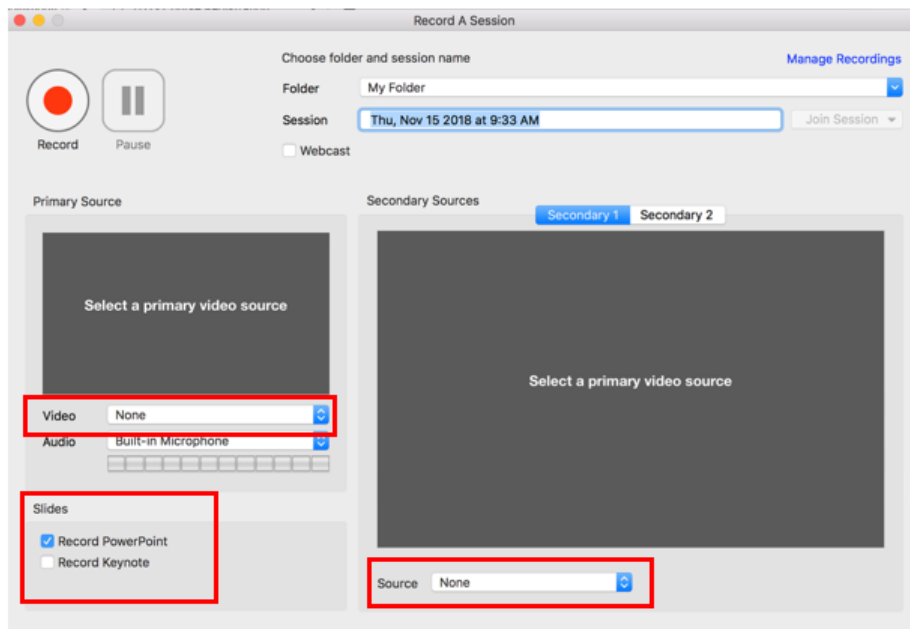 Record A Session
Choose folder and session name
Manage Recordings
Folder My Folder
Session Thu, Nov 15 2018 at 9:33 AM Join Session
Record Pause
Webcast
Primary Source
Secondary Sources
Secondary 1 Secondary 2
Select a primary video source
Select a primary video source
Video None
Audio Built-in Microphone
Slides
Record PowerPoint
Record Keynote
Source None